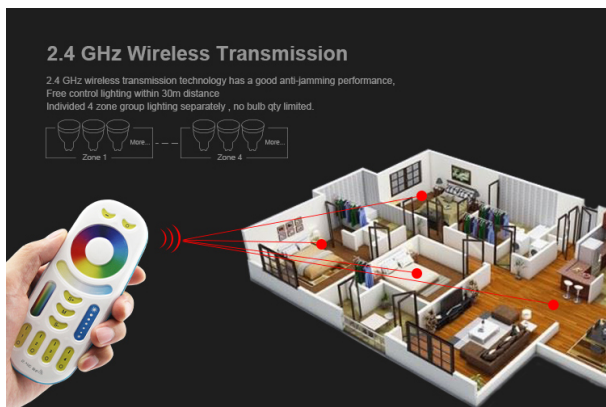 2.4 GHz Wireless Transmission
2.4 GHz wireless transmission technology has a good anti-jamming performance,
Free control lighting within 30m distance
Individed 4 zone group lighting separately , no bulb qty limited.
More... More...
Zone 1 Zone 4